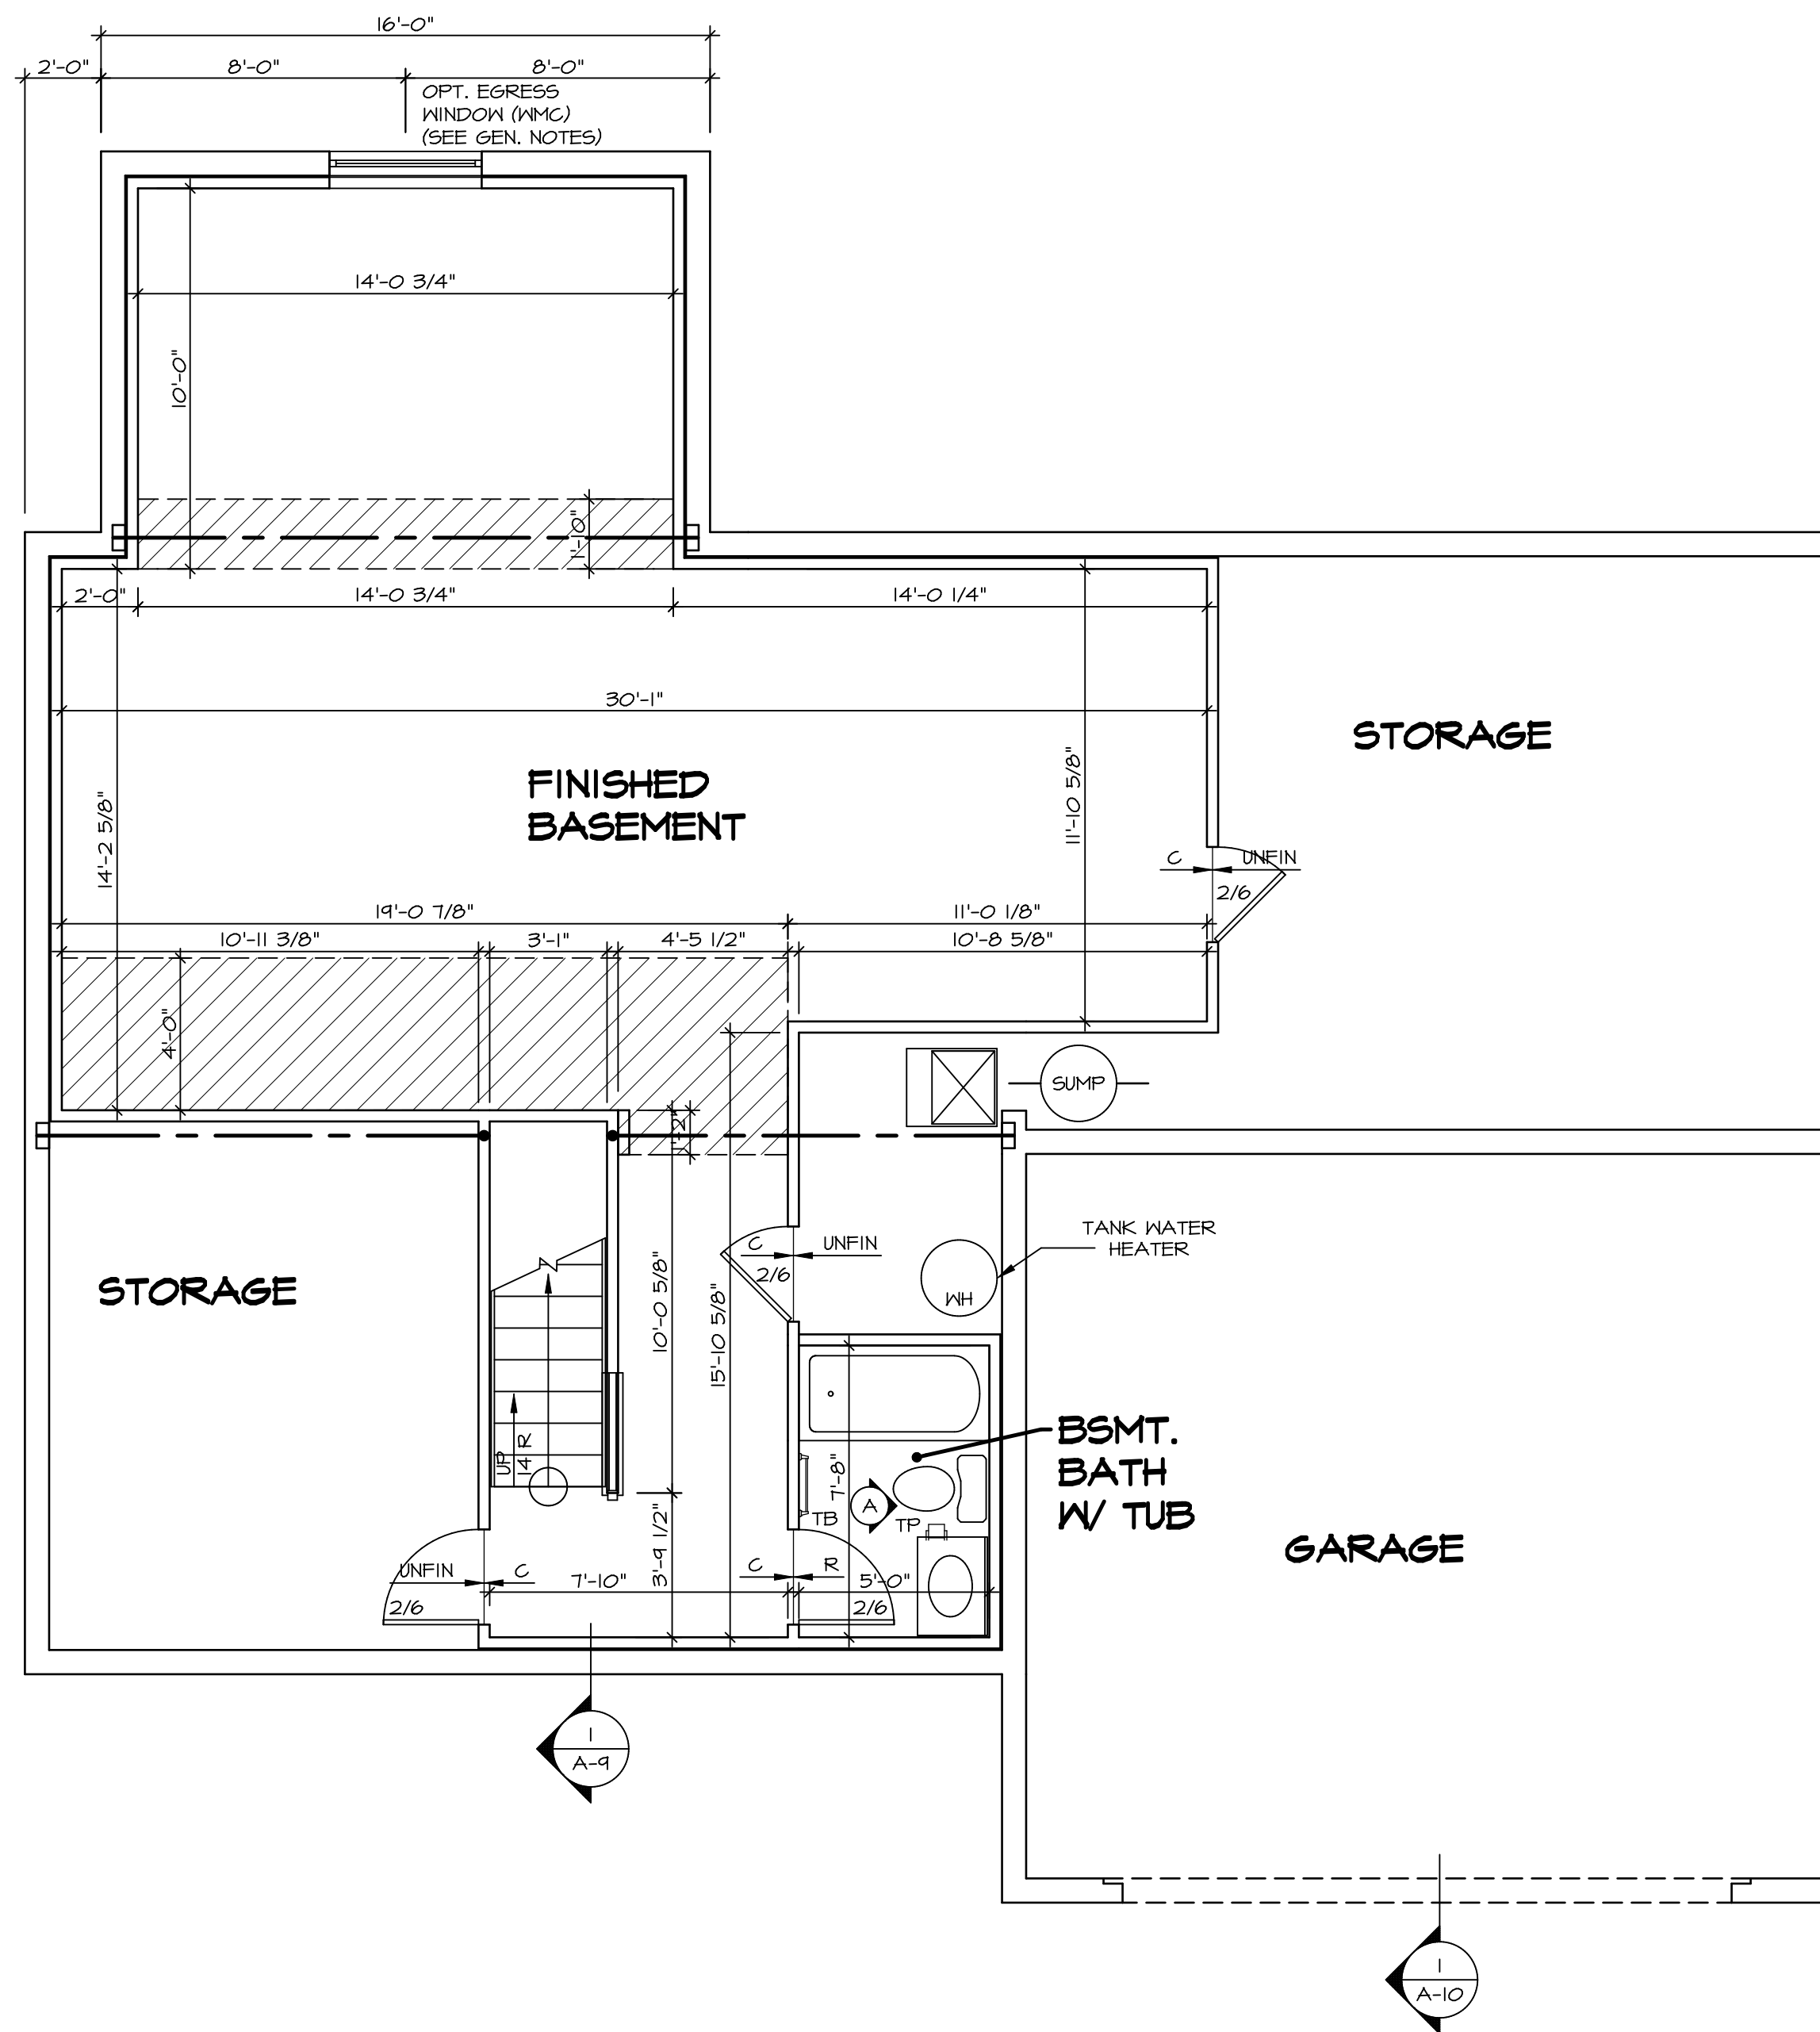 16'-0"
2'-0"
8'-0"
8'-0"
OPT. EGRESS
WINDOW (WMC)
(SEE GEN. NOTES)
14'-0 3/4"
10'-0"
1'-10"
2'-0"
14'-0 3/4"
14'-0 1/4"
30'-1"
STORAGE
FINISHED
BASEMENT
14'-2 5/8"
11'-10 5/8"
C
UNFIN
2/6
19'-0 7/8"
11'-0 1/8"
10'-11 3/8"
3'-1"
4'-5 1/2"
10'-8 5/8"
4'-0"
SUMP
1'-2"
TANK WATER
HEATER
C
UNFIN
2/6
WH
STORAGE
10'-0 5/8"
15'-10 5/8"
UP
14 R
BSMT.
BATH
W/ TUB
7'-8"
TB
A
TP
GARAGE
3'-9 1/2"
UNFIN
C
2/6
7'-10"
C
R
5'-0"
2/6
1
A-9
1
A-10